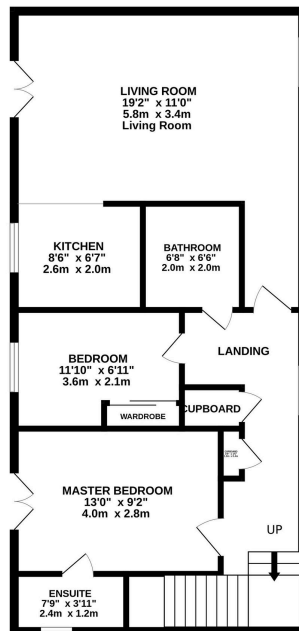 LIVING ROOM
19'2" x 11'0"
5.8m x 3.4m
Living Room
KITCHEN
8'6" x 6'7"
2.6m x 2.0m
BATHROOM
6'8" x 6'6"
2.0m x 2.0m
LANDING
BEDROOM
11'10" x 6'11"
3.6m x 2.1m
WARDROBE
CUPBOARD
MASTER BEDROOM
13'0" x 9'2"
4.0m x 2.8m
UP
ENSUITE
7'9" x 3'11"
2.4m x 1.2m